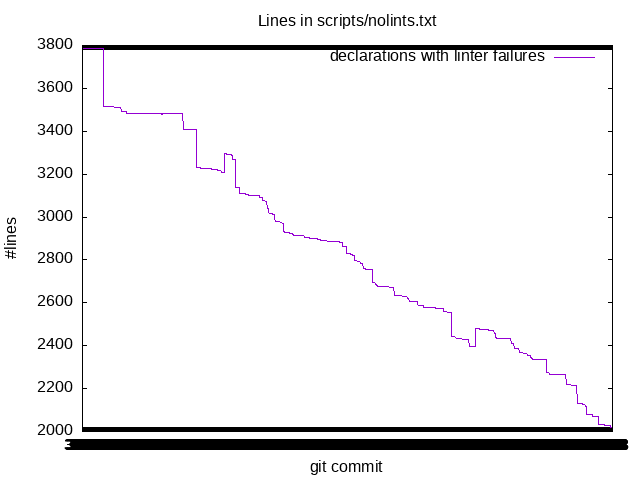 Lines in scripts/nolints.txt
declarations with linter failures
3800
3600
3400
3200
3000
2800
2600
2400
2200
2000
#lines
git commit